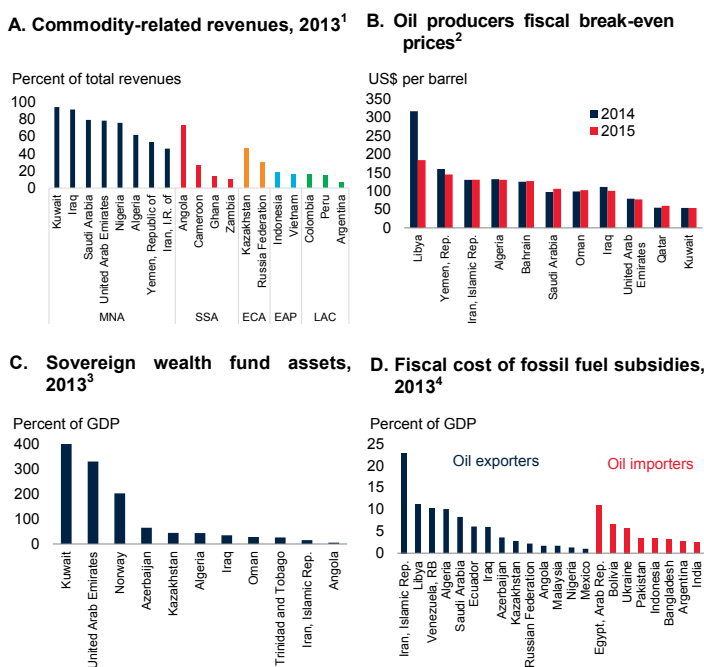 A. Commodity-related revenues, 2013¹
Percent of total revenues
100
80
60
40
20
0
Kuwait
Iraq
Saudi Arabia
United Arab Emirates
Nigeria
Algeria
Yemen, Republic of
Iran, I.R. of
Angola
Cameroon
Ghana
Zambia
Kazakhstan
Russia Federation
Indonesia
Vietnam
Colombia
Peru
Argentina
MNA
SSA
ECA
EAP
LAC
B. Oil producers fiscal break-even
prices²
US$ per barrel
350
300
250
200
150
100
50
0
2014
2015
Libya
Yemen, Rep.
Iran, Islamic Rep.
Algeria
Bahrain
Saudi Arabia
Oman
Iraq
United Arab
Emirates
Qatar
Kuwait
C. Sovereign wealth fund assets,
2013³
Percent of GDP
400
300
200
100
0
Kuwait
United Arab Emirates
Norway
Azerbaijan
Kazakhstan
Algeria
Iraq
Oman
Trinidad and Tobago
Iran, Islamic Rep.
Angola
D. Fiscal cost of fossil fuel subsidies,
2013⁴
Percent of GDP
25
20
15
10
5
0
Oil exporters
Oil importers
Iran, Islamic Rep.
Libya
Venezuela, RB
Algeria
Saudi Arabia
Ecuador
Iraq
Azerbaijan
Kazakhstan
Russian Federation
Angola
Malaysia
Nigeria
Mexico
Egypt, Arab Rep.
Bolivia
Ukraine
Pakistan
Indonesia
Bangladesh
Argentina
India